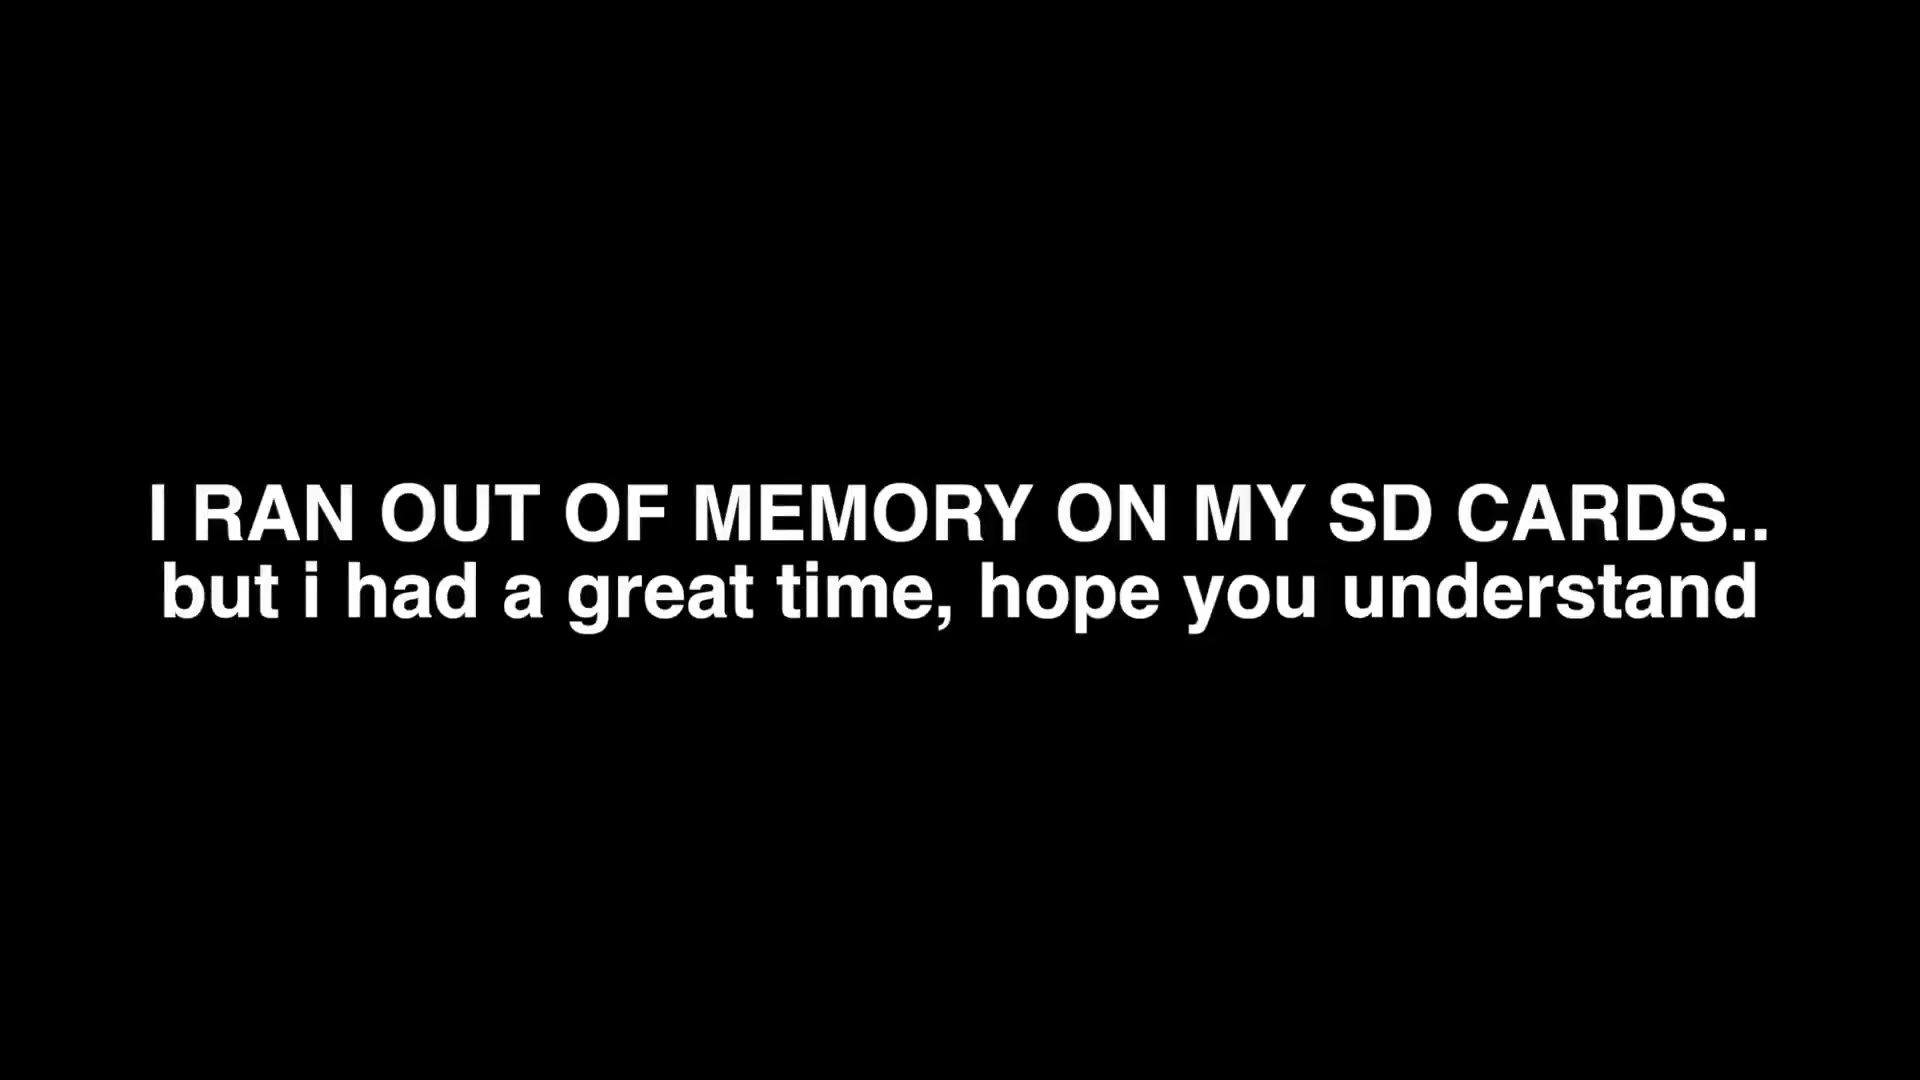 I RAN OUT OF MEMORY ON MY SD CARDS..
but i had a great time, hope you understand